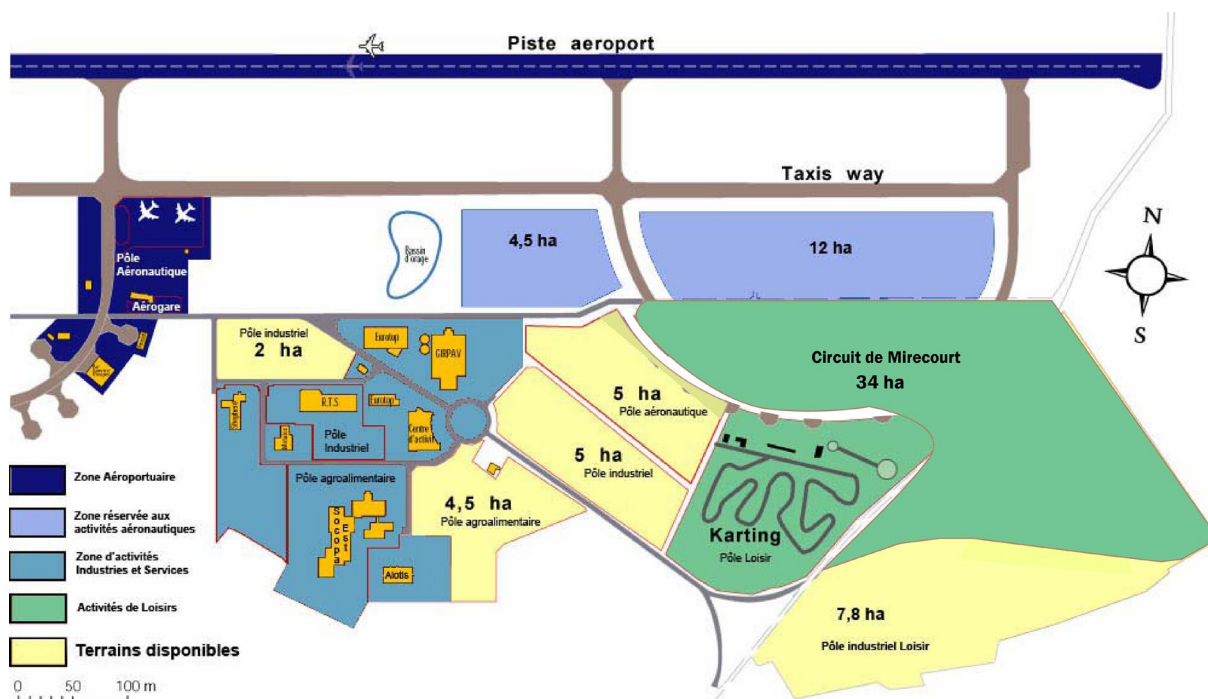 Piste aeroport
Taxis way
N
S
4,5 ha
12 ha
Bassin
d'orage
Pôle
Aéronautique
Aérogare
Pôle industriel
2 ha
Eurotop
GIRPAV
Circuit de Mirecourt
34 ha
5 ha
Pôle aéronautique
R.T.S
Eurotop
Centre
d'activité
Pôle
Industriel
5 ha
Pôle industriel
Pôle agroalimentaire
4,5 ha
Pôle agroalimentaire
Socopa
Est
Alotis
Karting
Pôle Loisir
7,8 ha
Pôle industriel Loisir
Zone Aéroportuaire
Zone réservée aux
activités aéronautiques
Zone d'activités
Industries et Services
Activités de Loisirs
Terrains disponibles
0 50 100 m